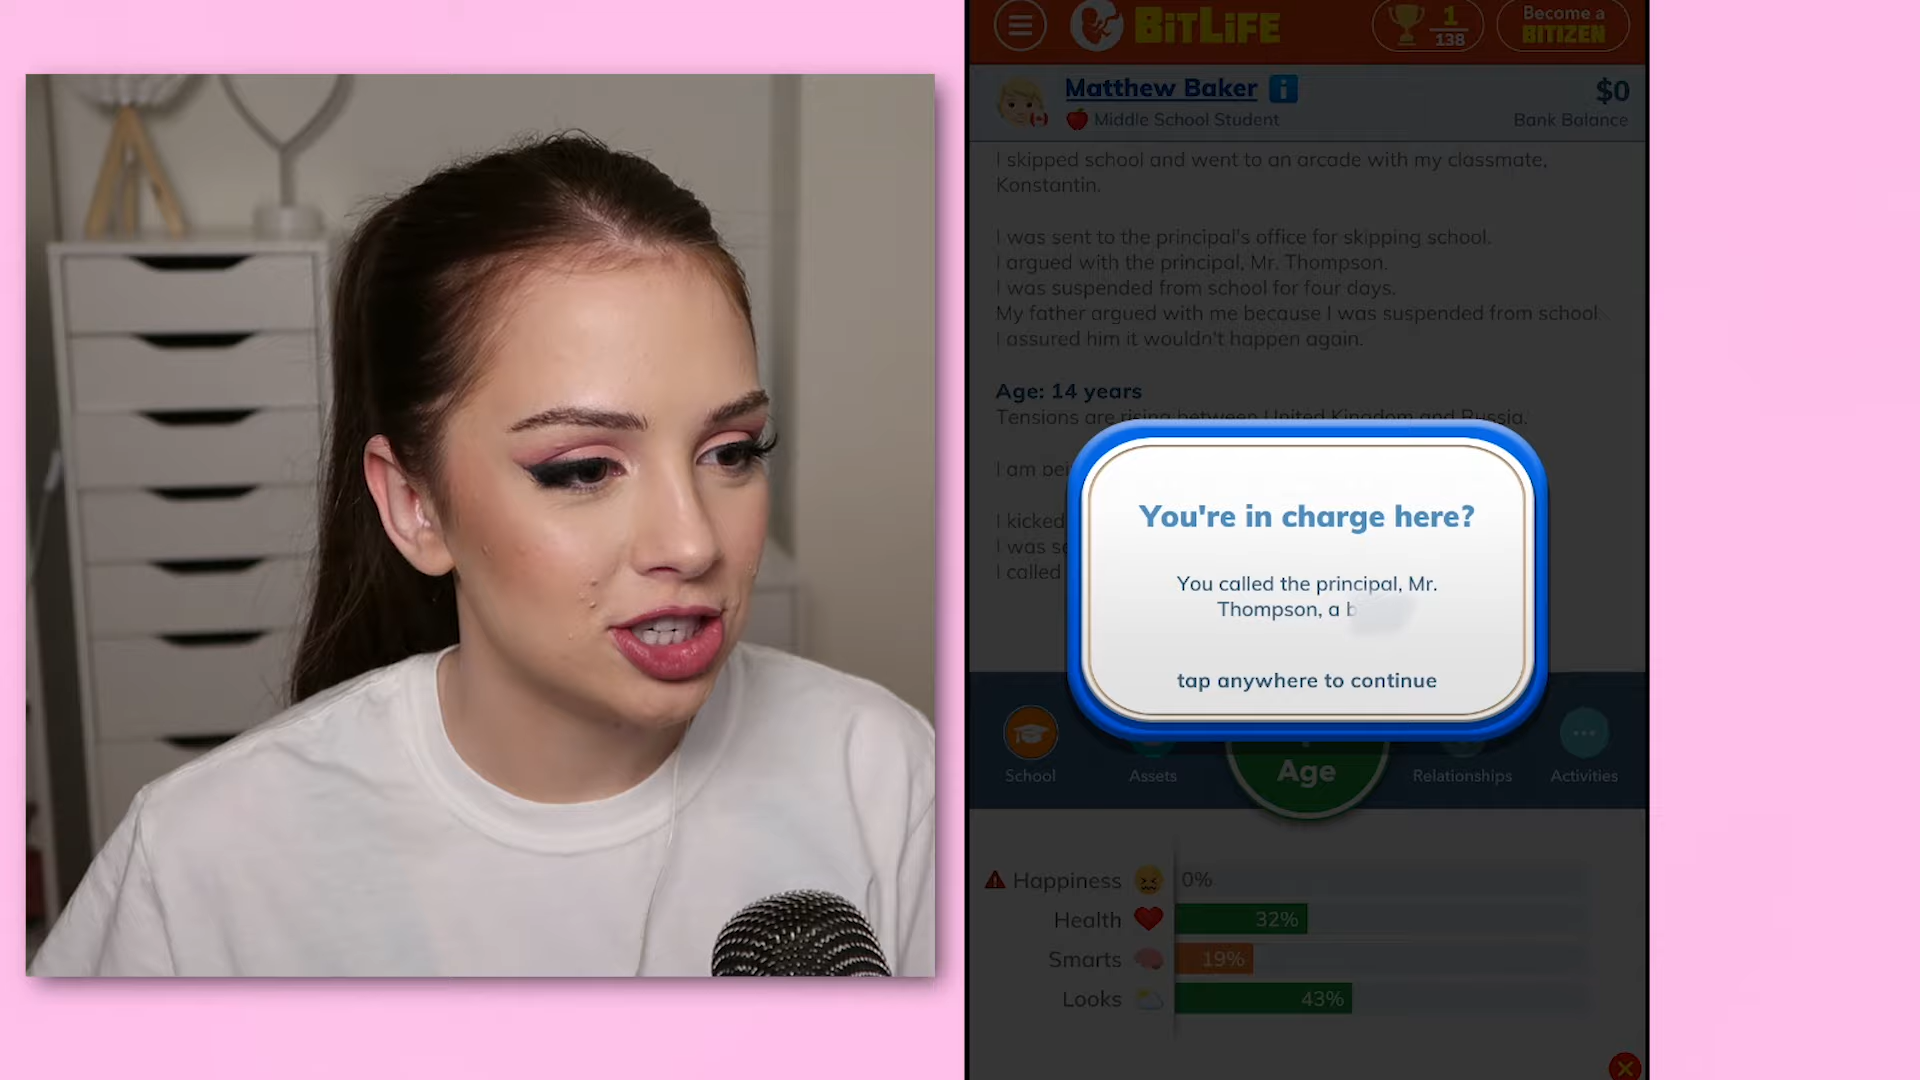 BitLife
1
138
Become a
BITIZEN
Matthew Baker
$0
Middle School Student
Bank Balance
I skipped school and went to an arcade with my classmate,
Konstantin.
I was sent to the principal's office for skipping school.
I argued with the principal, Mr. Thompson.
I was suspended from school for four days.
My father argued with me because I was suspended from school.
I assured him it wouldn't happen again.
Age: 14 years
Tensions are rising between United Kingdom and Russia.
I am
I kicked
I was
I called
You're in charge here?
You called the principal, Mr.
Thompson, a b
tap anywhere to continue
School
Assets
Age
Relationships
Activities
Happiness
0%
Health
32%
Smarts
19%
Looks
43%